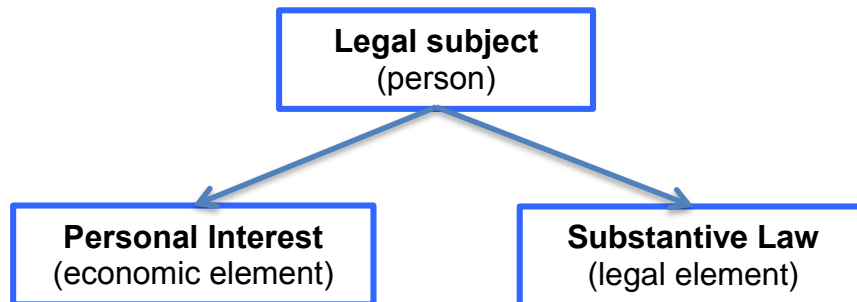 Legal subject
(person)
Personal Interest
(economic element)
Substantive Law
(legal element)